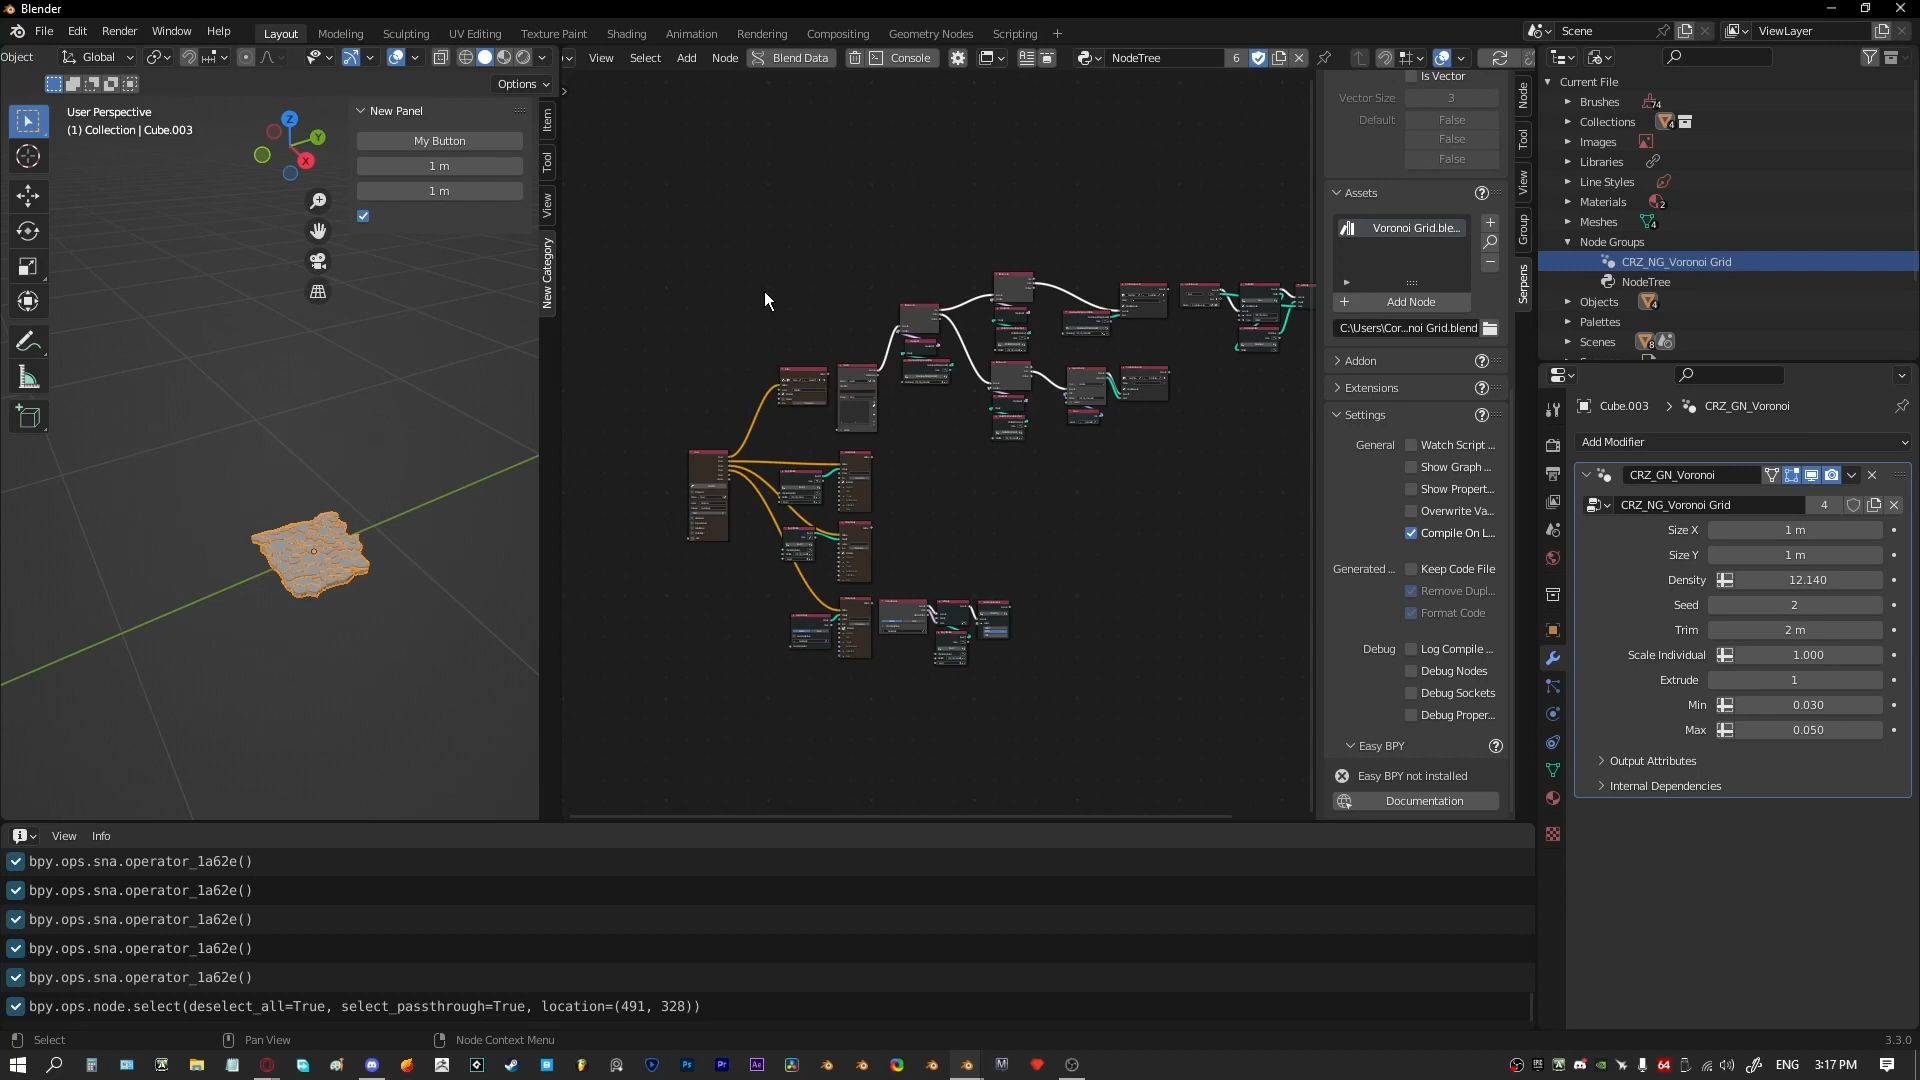 Blender
File Edit Render Window Help Layout Modeling Sculpting UV Editing Texture Paint Shading Animation Rendering Compositing Geometry Nodes Scripting + Scene ViewLayer
Object Global View Select Add Node Blend Data Console NodeTree 6
Options
User Perspective
(1) Collection | Cube.003
Z
Y
X
New Panel
My Button
1 m
1 m
Item
Tool
View
New Category
Is Vector
Vector Size 3
Default False
False
False
Assets
Voronoi Grid.ble...
Add Node
C:\Users\Cor...noi Grid.blend
Addon
Extensions
Settings
General Watch Script ...
Show Graph ...
Show Propert...
Overwrite Va...
Compile On L...
Generated ... Keep Code File
Remove Dupl...
Format Code
Debug Log Compile ...
Debug Nodes
Debug Sockets
Debug Proper...
Easy BPY
Easy BPY not installed
Documentation
Node
Tool
View
Group
Serpens
Current File
Brushes 74
Collections 4
Images
Libraries
Line Styles
Materials 2
Meshes 4
Node Groups
CRZ_NG_Voronoi Grid
NodeTree
Objects 4
Palettes
Scenes 8
Cube.003 > CRZ_GN_Voronoi
Add Modifier
CRZ_GN_Voronoi
CRZ_NG_Voronoi Grid 4
Size X 1 m
Size Y 1 m
Density 12.140
Seed 2
Trim 2 m
Scale Individual 1.000
Extrude 1
Min 0.030
Max 0.050
Output Attributes
Internal Dependencies
View Info
bpy.ops.sna.operator_1a62e()
bpy.ops.sna.operator_1a62e()
bpy.ops.sna.operator_1a62e()
bpy.ops.sna.operator_1a62e()
bpy.ops.sna.operator_1a62e()
bpy.ops.node.select(deselect_all=True, select_passthrough=True, location=(491, 328))
Select Pan View Node Context Menu 3.3.0
64 ENG 3:17 PM